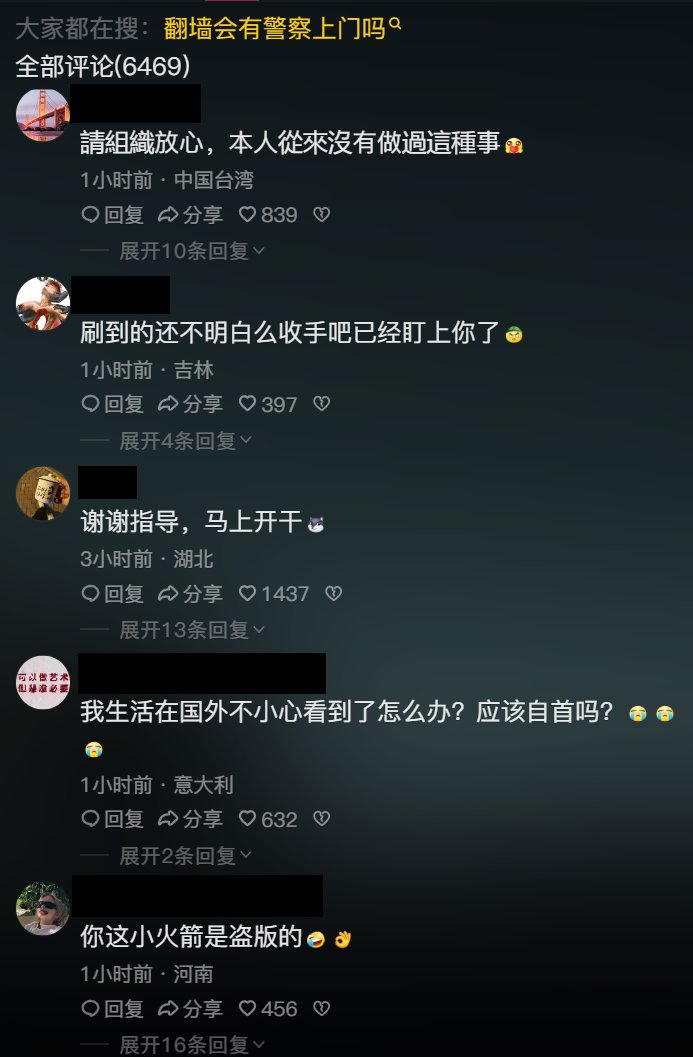 大家都在搜：翻墙会有警察上门吗
全部评论(6469)
請組織放心，本人從來沒有做過這種事
1小时前 · 中国台湾
回复 分享 839
展开10条回复
刷到的还不明白么收手吧已经盯上你了
1小时前 · 吉林
回复 分享 397
展开4条回复
谢谢指导，马上开干
3小时前 · 湖北
回复 分享 1437
展开13条回复
可以做艺术
但是没必要
我生活在国外不小心看到了怎么办？应该自首吗？😭😭
😭
1小时前 · 意大利
回复 分享 632
展开2条回复
你这小火箭是盗版的🤣👌
1小时前 · 河南
回复 分享 456
展开16条回复